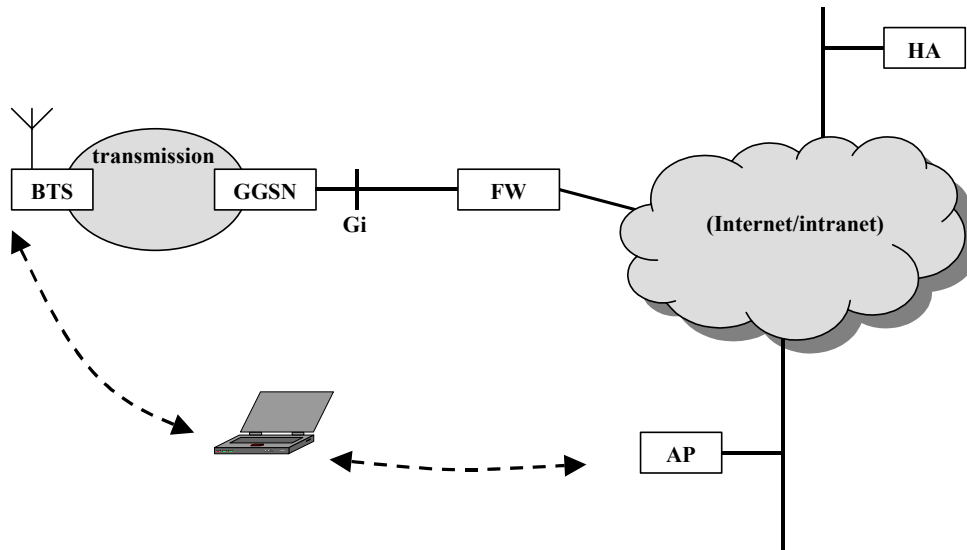 HA
transmission
BTS
GGSN
FW
Gi
(Internet/intranet)
AP